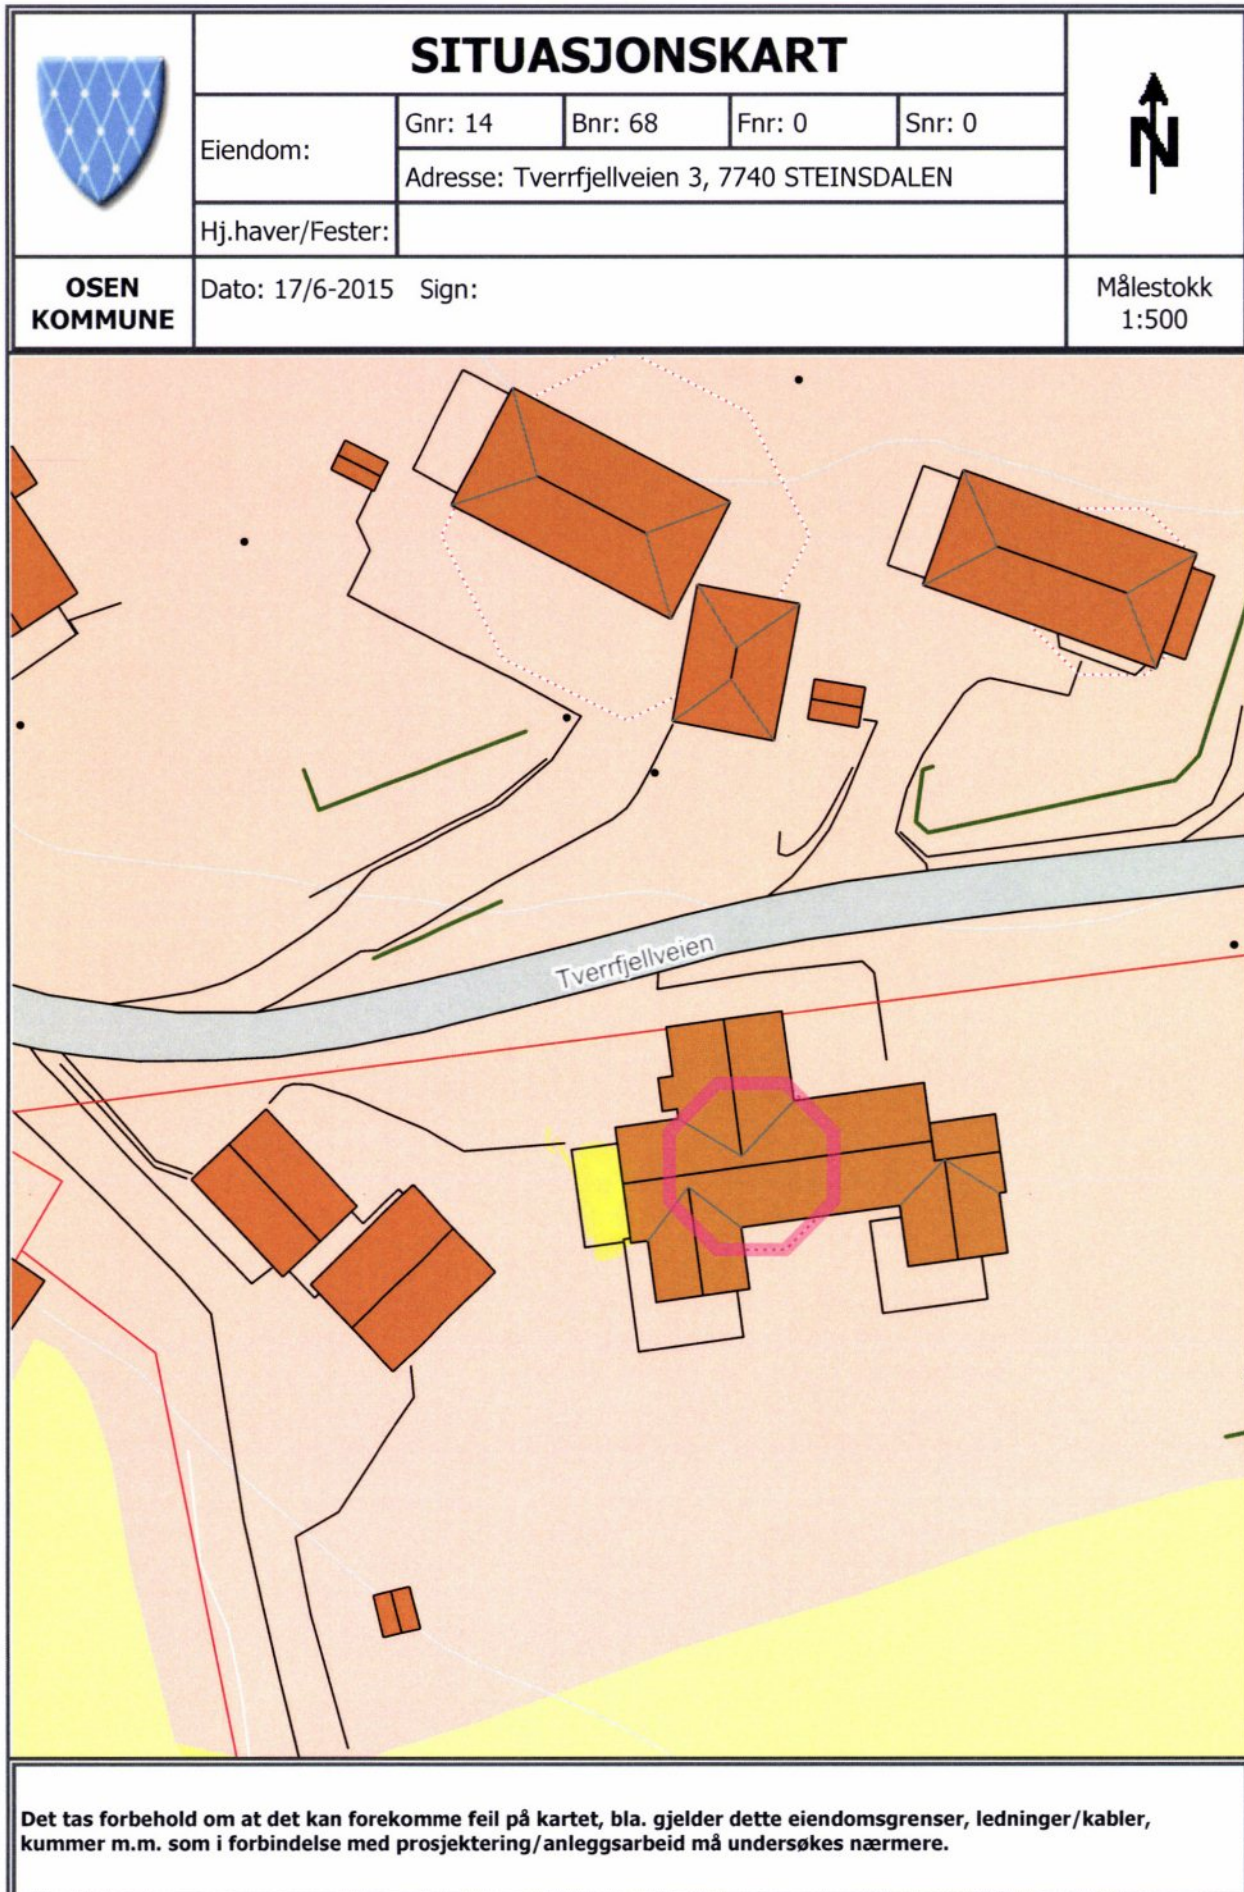 SITUASJONSKART
Eiendom:
Gnr: 14
Bnr: 68
Fnr: 0
Snr: 0
Adresse: Tverrfjellveien 3, 7740 STEINSDALEN
Hj.haver/Fester:
N
OSEN
KOMMUNE
Dato: 17/6-2015 Sign:
Målestokk
1:500
Tverrfjellveien
Det tas forbehold om at det kan forekomme feil på kartet, bla. gjelder dette eiendomsgrenser, ledninger/kabler,
kummer m.m. som i forbindelse med prosjektering/anleggsarbeid må undersøkes nærmere.